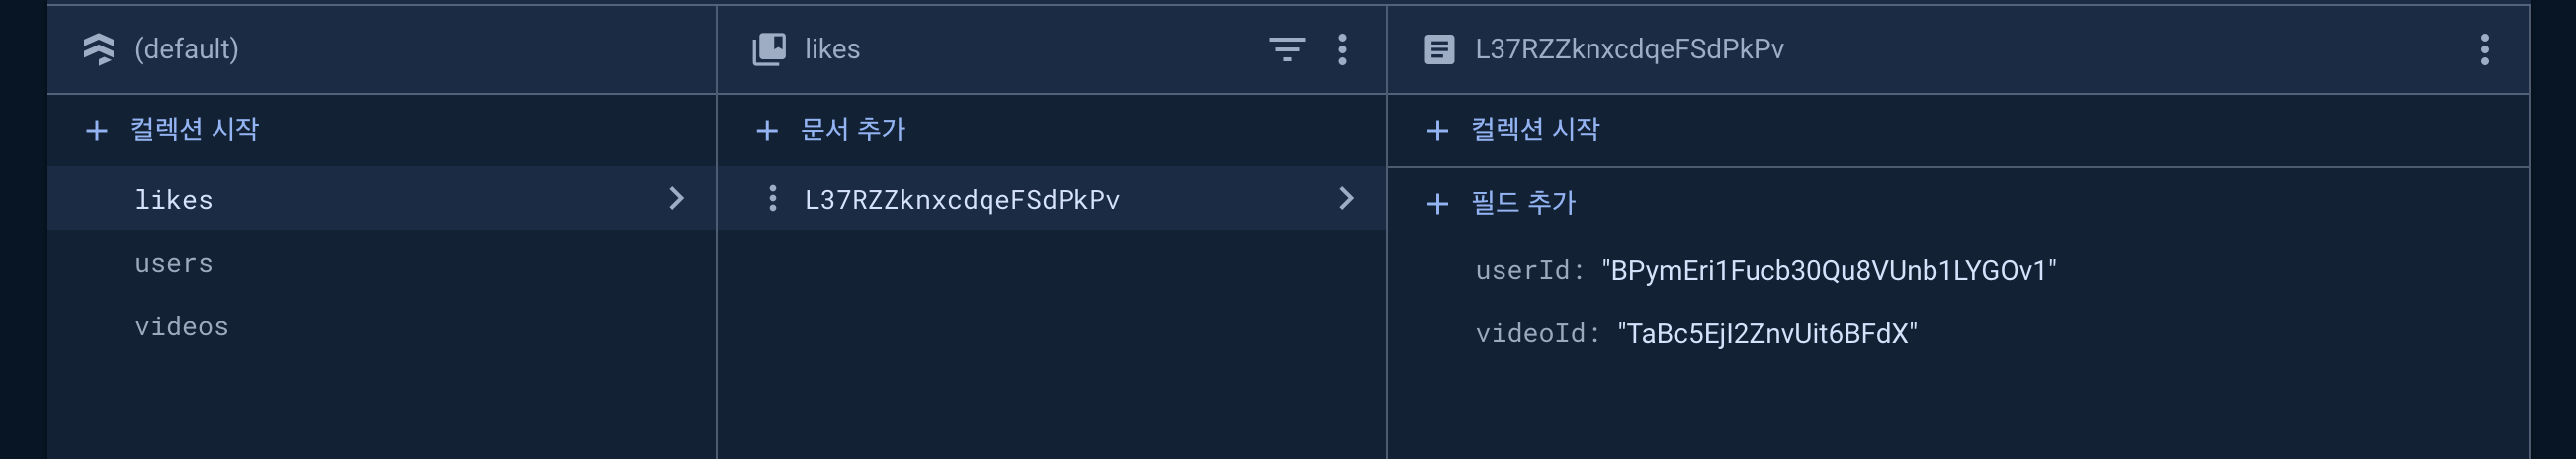 (default)
likes
L37RZZknxcdqeFSdPkPv
+ 컬렉션 시작
+ 문서 추가
+ 컬렉션 시작
likes
L37RZZknxcdqeFSdPkPv
+ 필드 추가
users
userId: "BPymEri1Fucb30Qu8VUnb1LYGOv1"
videos
videoId: "TaBc5EjI2ZnvUit6BFdX"